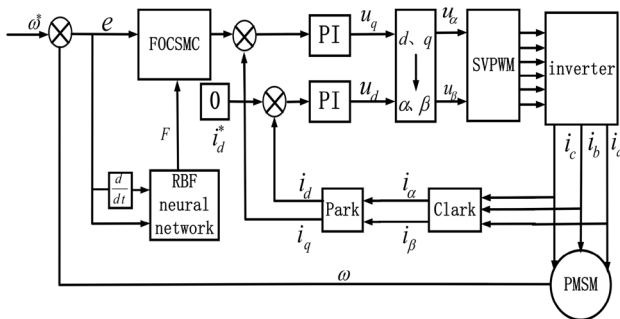 ω* e FOCSMC PI u_q d、q u_α SVPWM inverter
0 PI u_d α、β u_β
i_d*
F
i_c i_b
d/dt
RBF
neural
network
i_d Park i_α Clark
i_q i_β
ω
PMSM